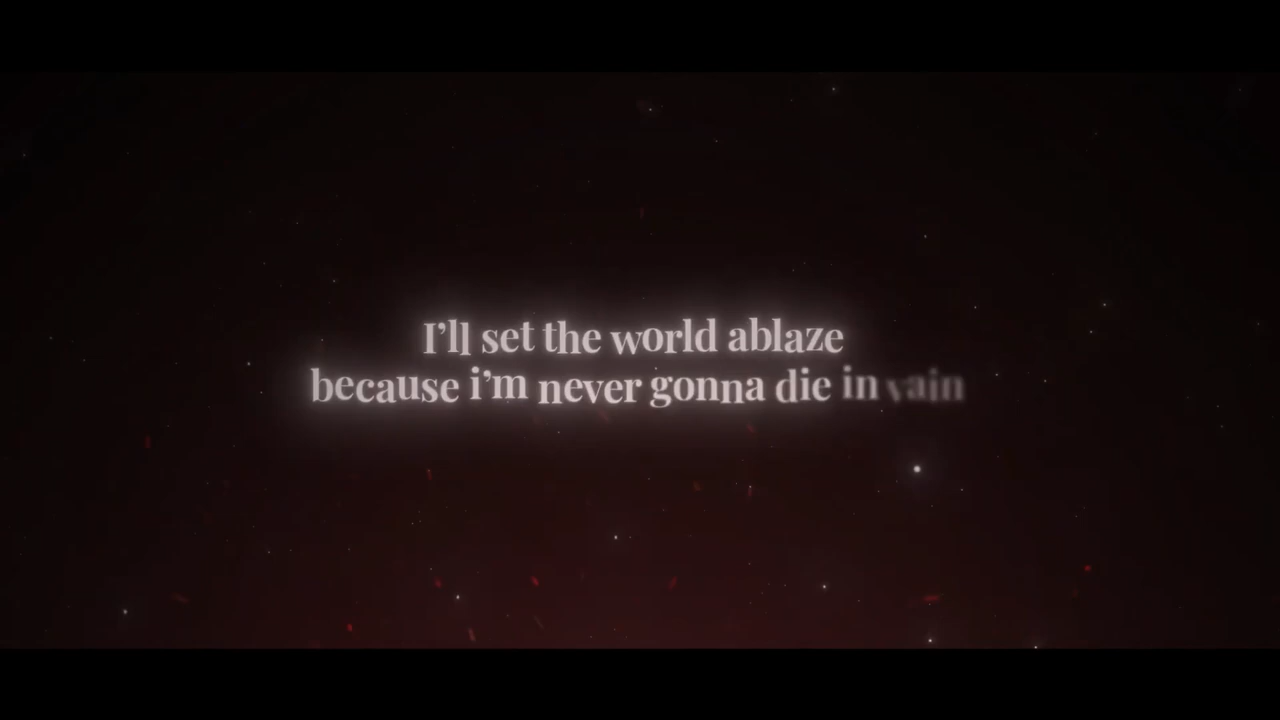 I’ll set the world ablaze
because i’m never gonna die in vain